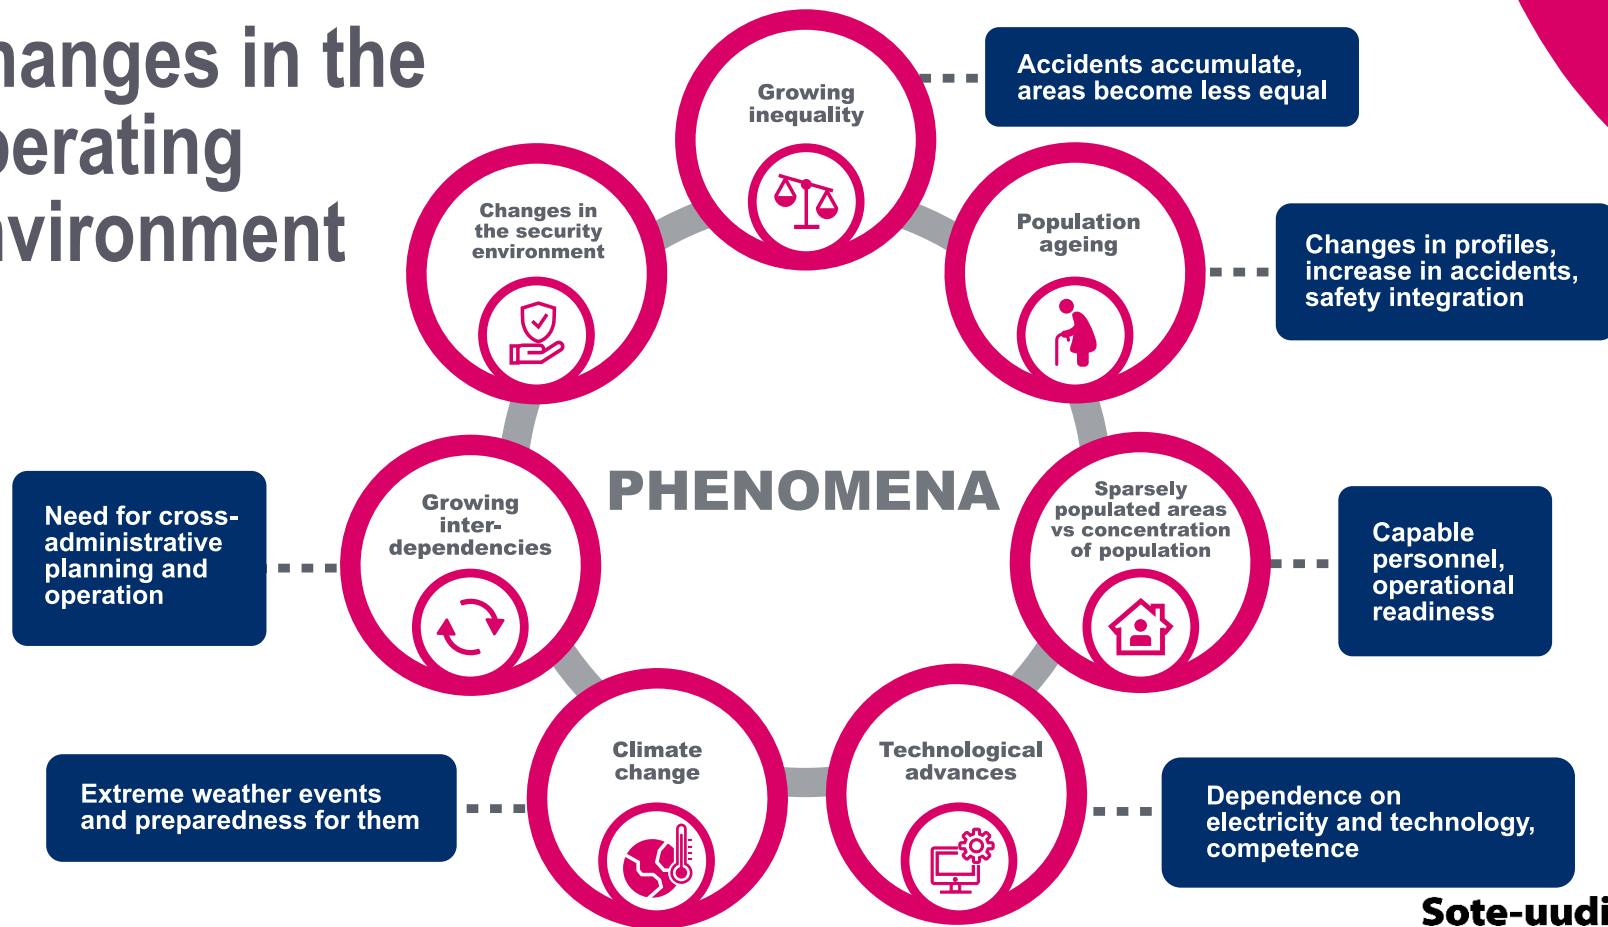 hanges in the
perating
nvironment
Growing
inequality
Accidents accumulate,
areas become less equal
Population
ageing
Changes in profiles,
increase in accidents,
safety integration
Sparsely
populated areas
vs concentration
of population
Capable
personnel,
operational
readiness
Technological
advances
Dependence on
electricity and technology,
competence
Climate
change
Extreme weather events
and preparedness for them
Growing
inter-
dependencies
Need for cross-
administrative
planning and
operation
Changes in
the security
environment
PHENOMENA
Sote-uudi